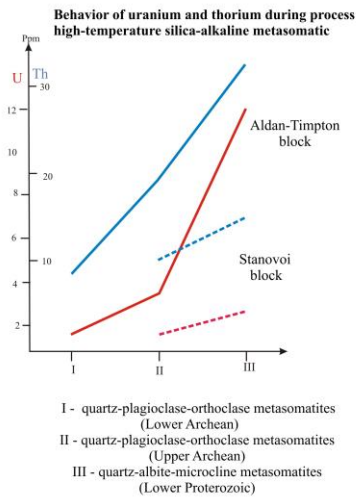 Behavior of uranium and thorium during process
high-temperature silica-alkaline metasomatic
Ppm
U Th
30
12
Aldan-Timpton
block
10
20
8
6
10
Stanovoi
block
4
2
I II III
I - quartz-plagioclase-orthoclase metasomatites
(Lower Archean)
II - quartz-plagioclase-orthoclase metasomatites
(Upper Archean)
III - quartz-albite-microcline metasomatites
(Lower Proterozoic)